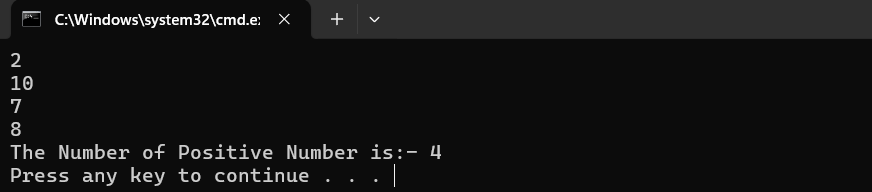 C:\Windows\system32\cmd.e
2
10
7
8
The Number of Positive Number is:- 4
Press any key to continue . . .